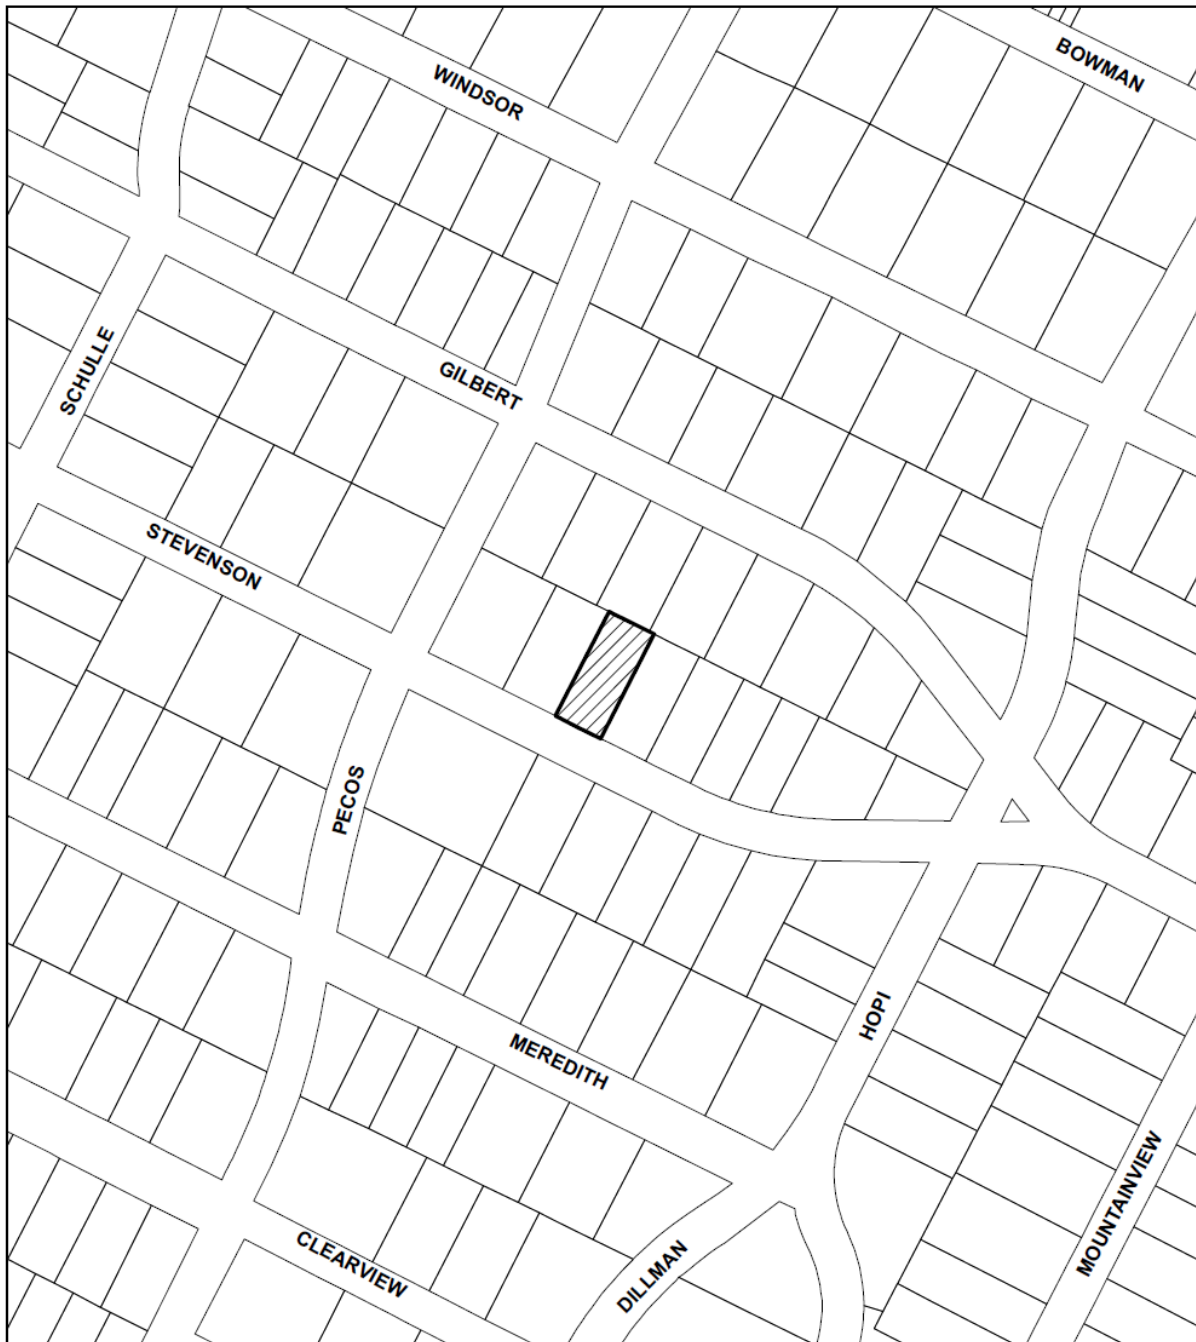 BOWMAN
WINDSOR
SCHULLE
GILBERT
STEVENSON
PECOS
HOPI
MEREDITH
MOUNTAINVIEW
CLEARVIEW
DILLMAN